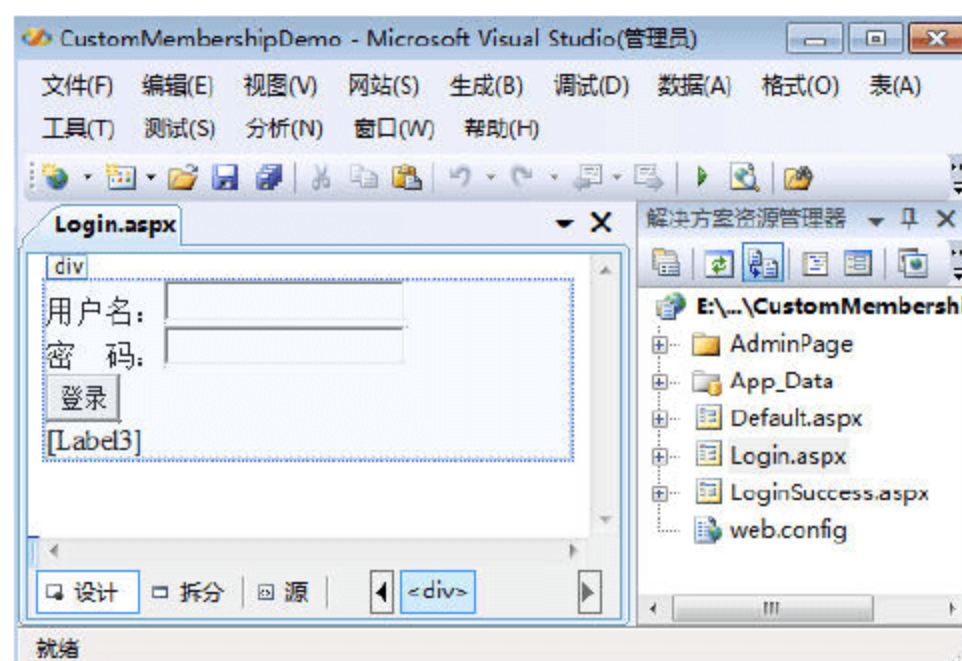 CustomMembershipDemo - Microsoft Visual Studio(管理员)
文件(F) 编辑(E) 视图(V) 网站(S) 生成(B) 调试(D) 数据(A) 格式(O) 表(A)
工具(T) 测试(S) 分析(N) 窗口(W) 帮助(H)
Login.aspx
div
用户名:
密 码:
登录
[Label3]
设计 拆分 源 <div>
解决方案资源管理器
E:\...\CustomMembershi
AdminPage
App_Data
Default.aspx
Login.aspx
LoginSuccess.aspx
web.config
就绪